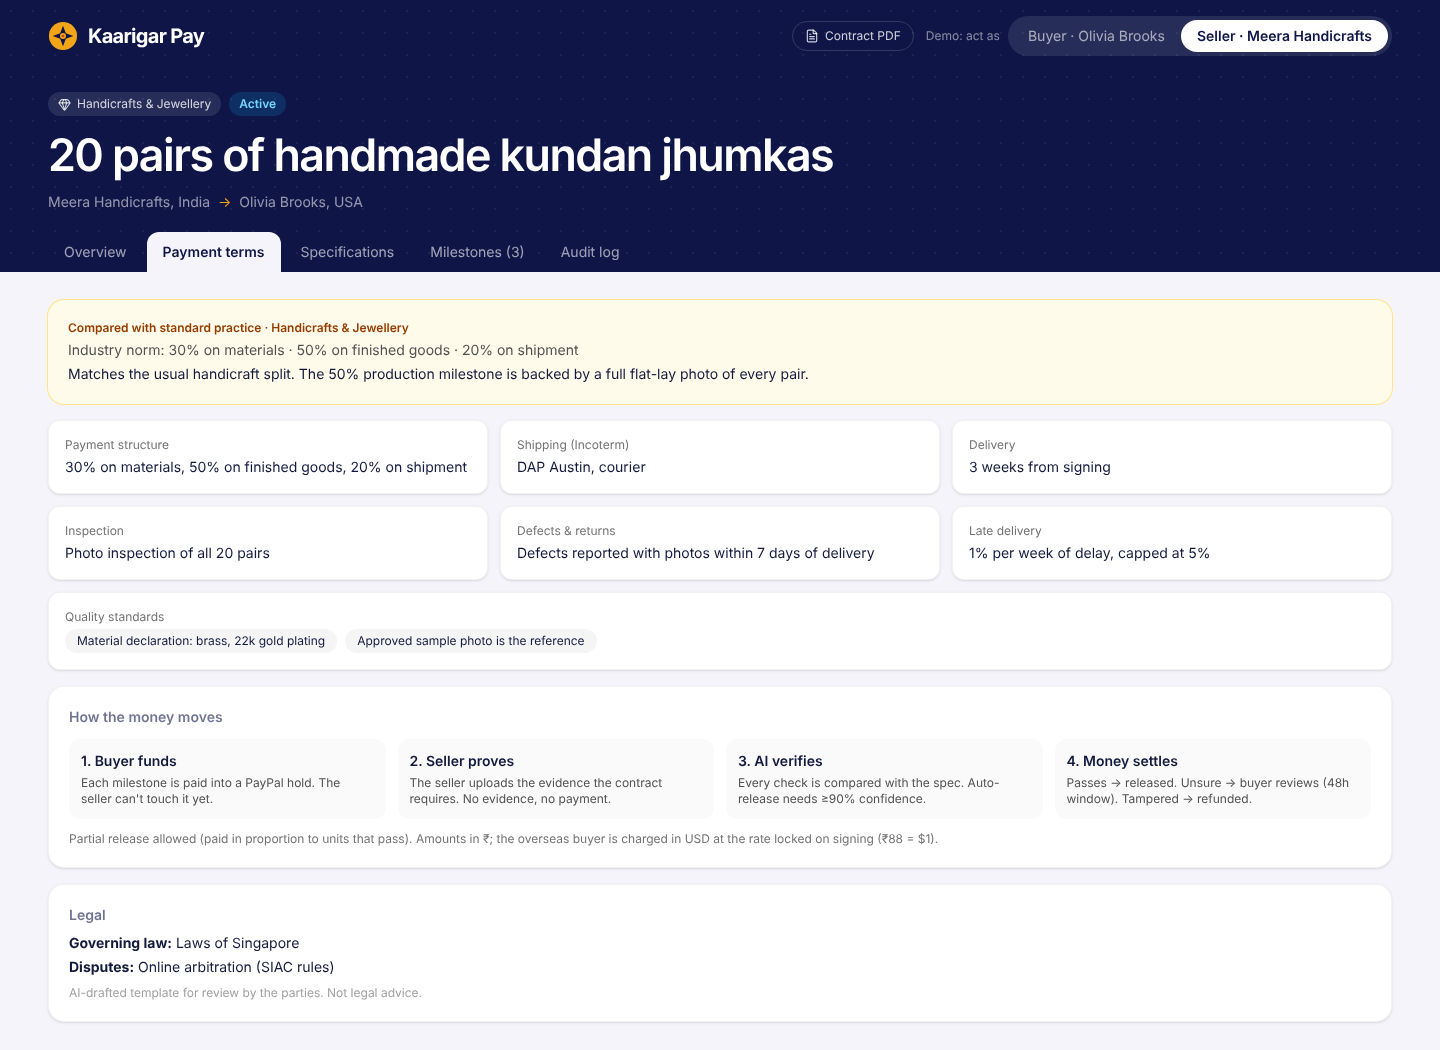 Kaarigar Pay
Contract PDF
Demo: act as
Buyer · Olivia Brooks
Seller · Meera Handicrafts
Handicrafts & Jewellery
Active
20 pairs of handmade kundan jhumkas
Meera Handicrafts, India → Olivia Brooks, USA
Overview
Payment terms
Specifications
Milestones (3)
Audit log
Compared with standard practice · Handicrafts & Jewellery
Industry norm: 30% on materials · 50% on finished goods · 20% on shipment
Matches the usual handicraft split. The 50% production milestone is backed by a full flat-lay photo of every pair.
Payment structure
30% on materials, 50% on finished goods, 20% on shipment
Shipping (Incoterm)
DAP Austin, courier
Delivery
3 weeks from signing
Inspection
Photo inspection of all 20 pairs
Defects & returns
Defects reported with photos within 7 days of delivery
Late delivery
1% per week of delay, capped at 5%
Quality standards
Material declaration: brass, 22k gold plating
Approved sample photo is the reference
How the money moves
1. Buyer funds
Each milestone is paid into a PayPal hold. The
seller can't touch it yet.
2. Seller proves
The seller uploads the evidence the contract
requires. No evidence, no payment.
3. AI verifies
Every check is compared with the spec. Auto-
release needs ≥90% confidence.
4. Money settles
Passes → released. Unsure → buyer reviews (48h
window). Tampered → refunded.
Partial release allowed (paid in proportion to units that pass). Amounts in ₹; the overseas buyer is charged in USD at the rate locked on signing (₹88 = $1).
Legal
Governing law: Laws of Singapore
Disputes: Online arbitration (SIAC rules)
AI-drafted template for review by the parties. Not legal advice.